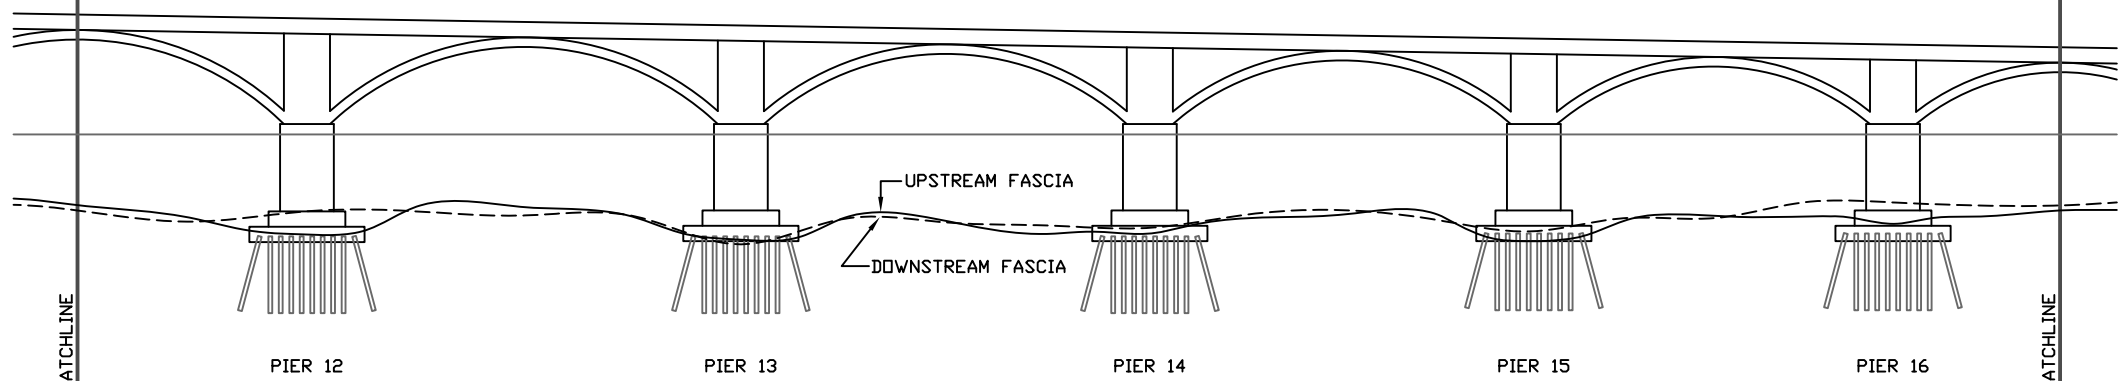 UPSTREAM FASCIA
DOWNSTREAM FASCIA
ATCHLINE
ATCHLINE
PIER 12
PIER 13
PIER 14
PIER 15
PIER 16